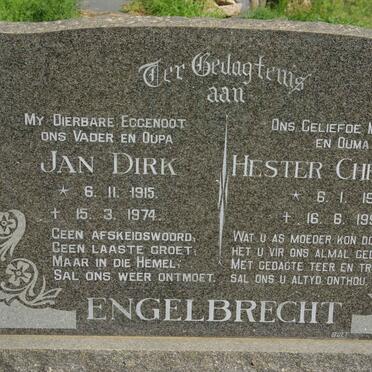 Ter Gedagtenis
aan
MY DIERBARE EGGENOOT
ONS VADER EN OUPA
JAN DIRK
* 6. 11. 1915.
+ 15. 3. 1974.
GEEN AFSKEIDSWOORD,
GEEN LAASTE GROET;
MAAR IN DIE HEMEL;
SAL ONS WEER ONTMOET.
ONS GELIEFDE
EN OUMA
HESTER
* 6. 1.
+ 16. 6.
WAT U AS MOEDER KON
HET U VIR ONS ALMAL
MET GEDAGTE TEER EN
SAL ONS U ALTYD ONTHOU
ENGELBRECHT